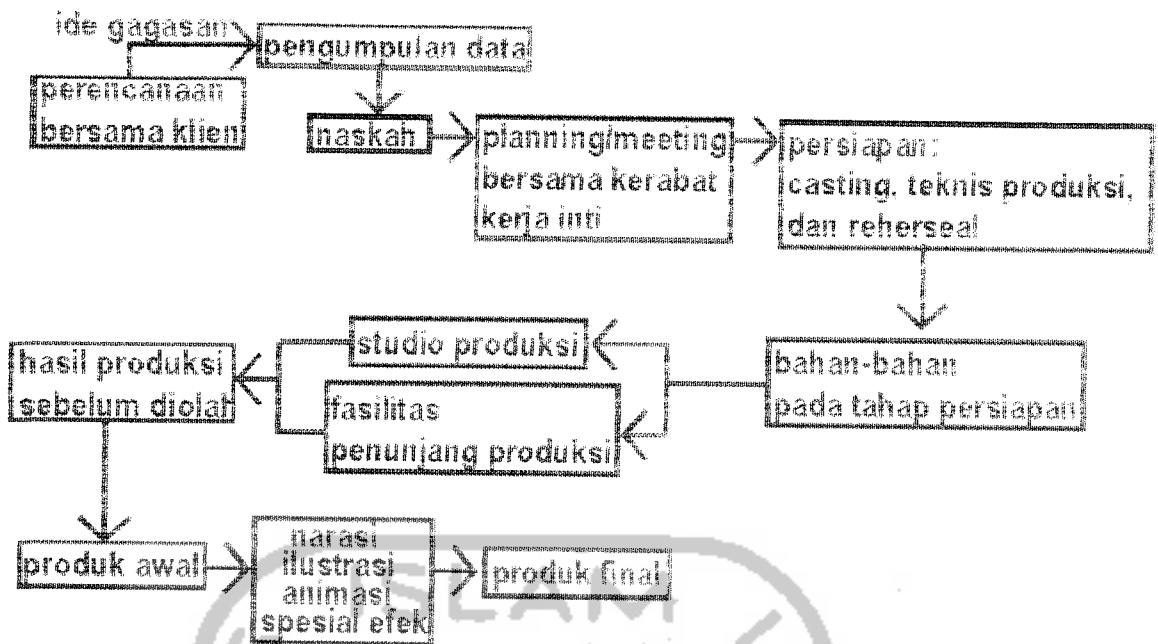 ide gagasan
pengumpulan data
perencanaan
bersama klien
naskah
planning/meeting
bersama kerabat
kerja inti
persiapan:
casting, teknis produksi,
dan reherseal
studio produksi
hasil produksi
sebelum diolah
fasilitas
penunjang produksi
bahan-bahan
pada tahap persiapan
produk awal
narasi
ilustrasi
animasi
spesial efek
produk final
ISLAM